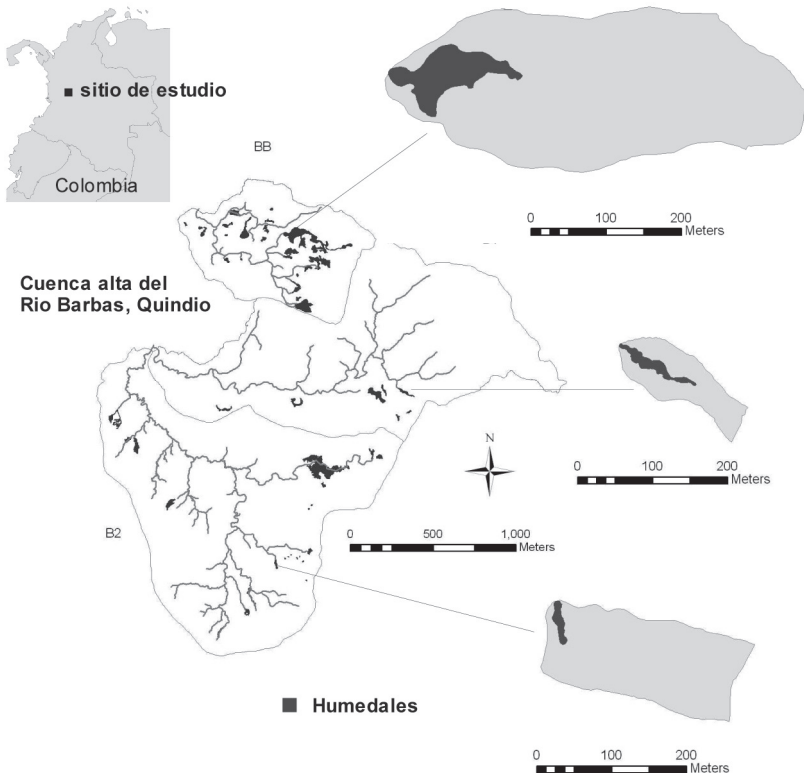 sitio de estudio
Colombia
BB
0 100 200
Meters
Cuenca alta del
Rio Barbas, Quindio
N
0 100 200
Meters
B2
0 500 1,000
Meters
Humedales
0 100 200
Meters